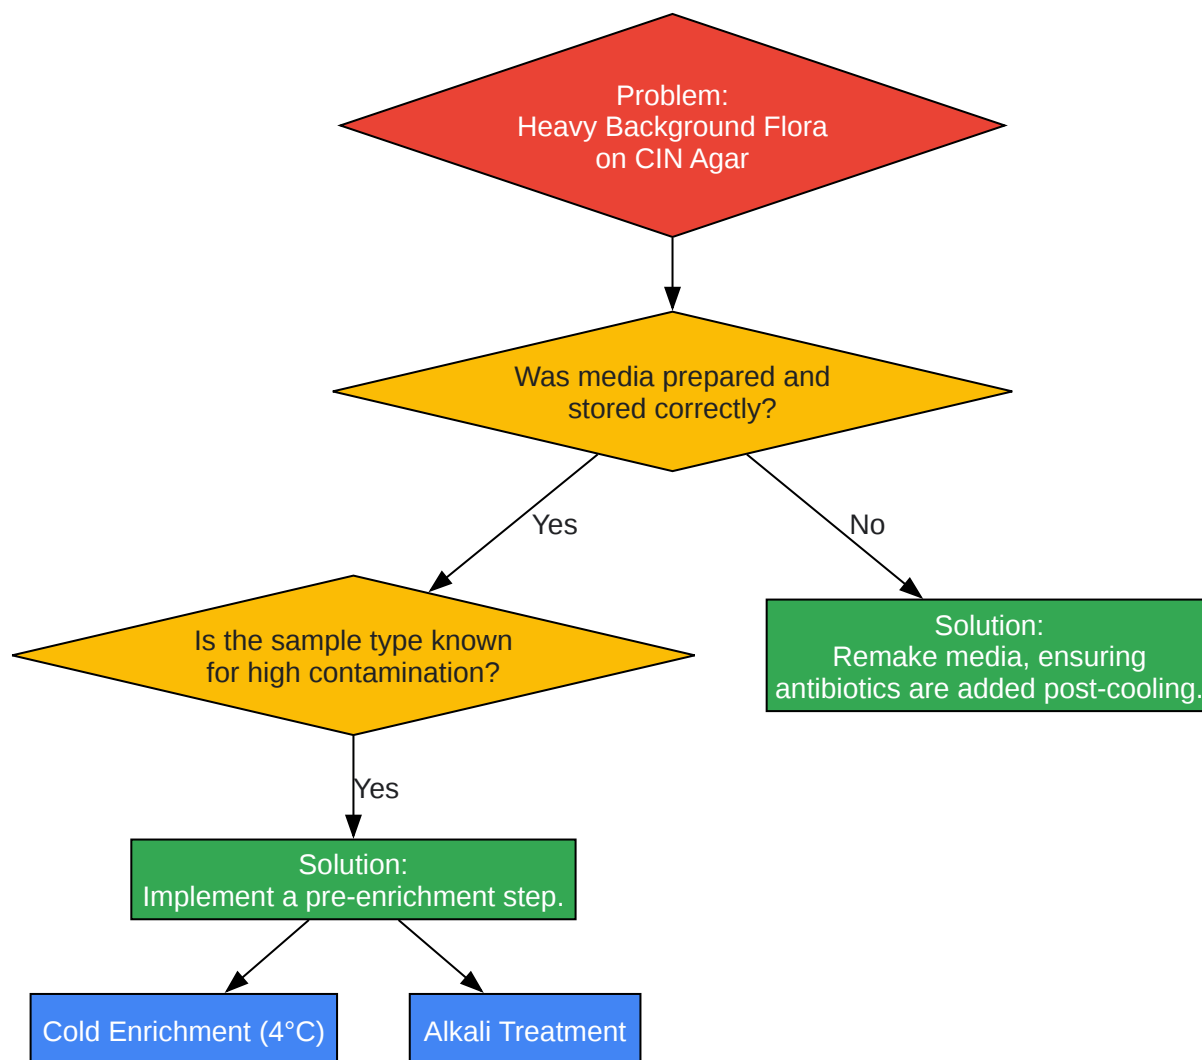 Problem:
Heavy Background Flora
on CIN Agar
Was media prepared and
stored correctly?
Yes
No
Is the sample type known
for high contamination?
Solution:
Remake media, ensuring
antibiotics are added post-cooling.
Yes
Solution:
Implement a pre-enrichment step.
Cold Enrichment (4°C)
Alkali Treatment